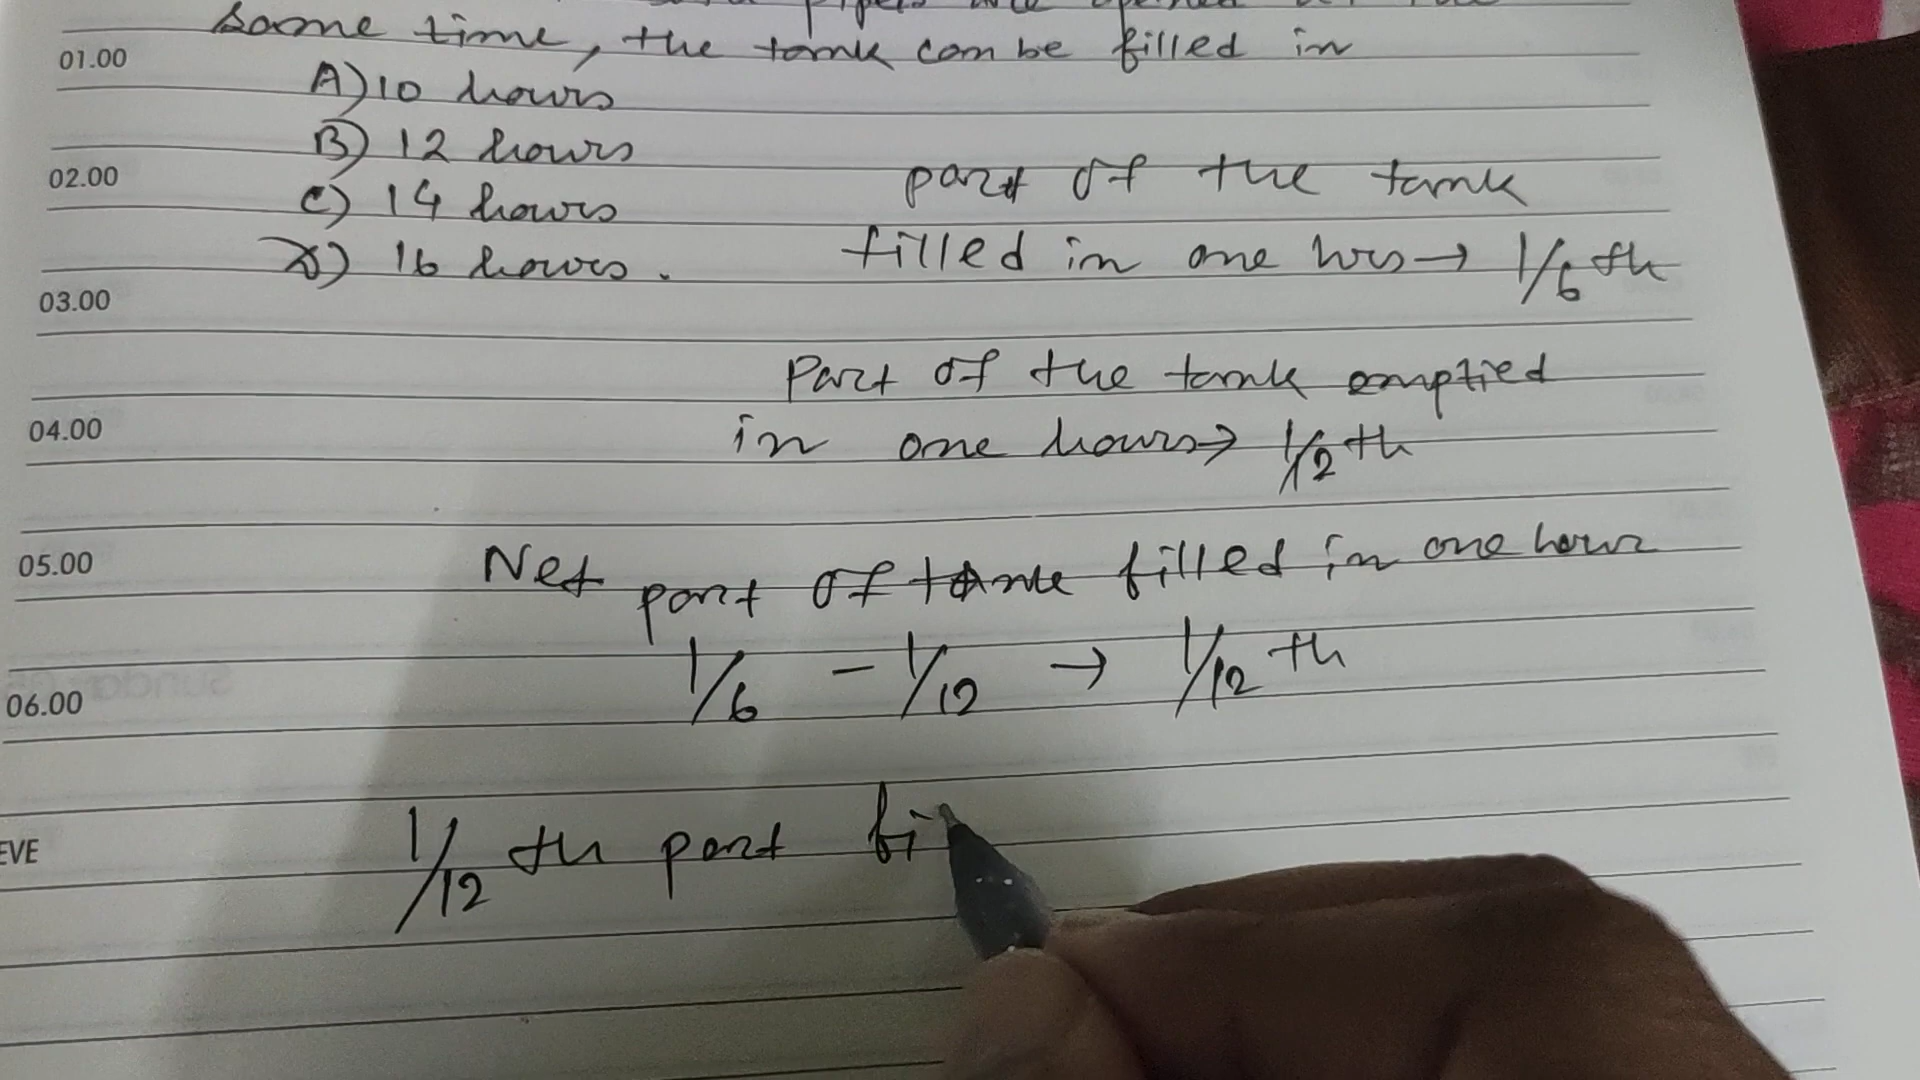 same time, the tank can be filled in
01.00
A) 10 hours
B) 12 hours
02.00
part of the tank
C) 14 hours
filled in one hrs → 1/6 th
D) 16 hours.
03.00
Part of the tank emptied
04.00
in one hours → 1/12 th
05.00
Net part of tank filled in one hour
1/6 - 1/12 → 1/12 th
06.00
EVE
1/12 th part fi